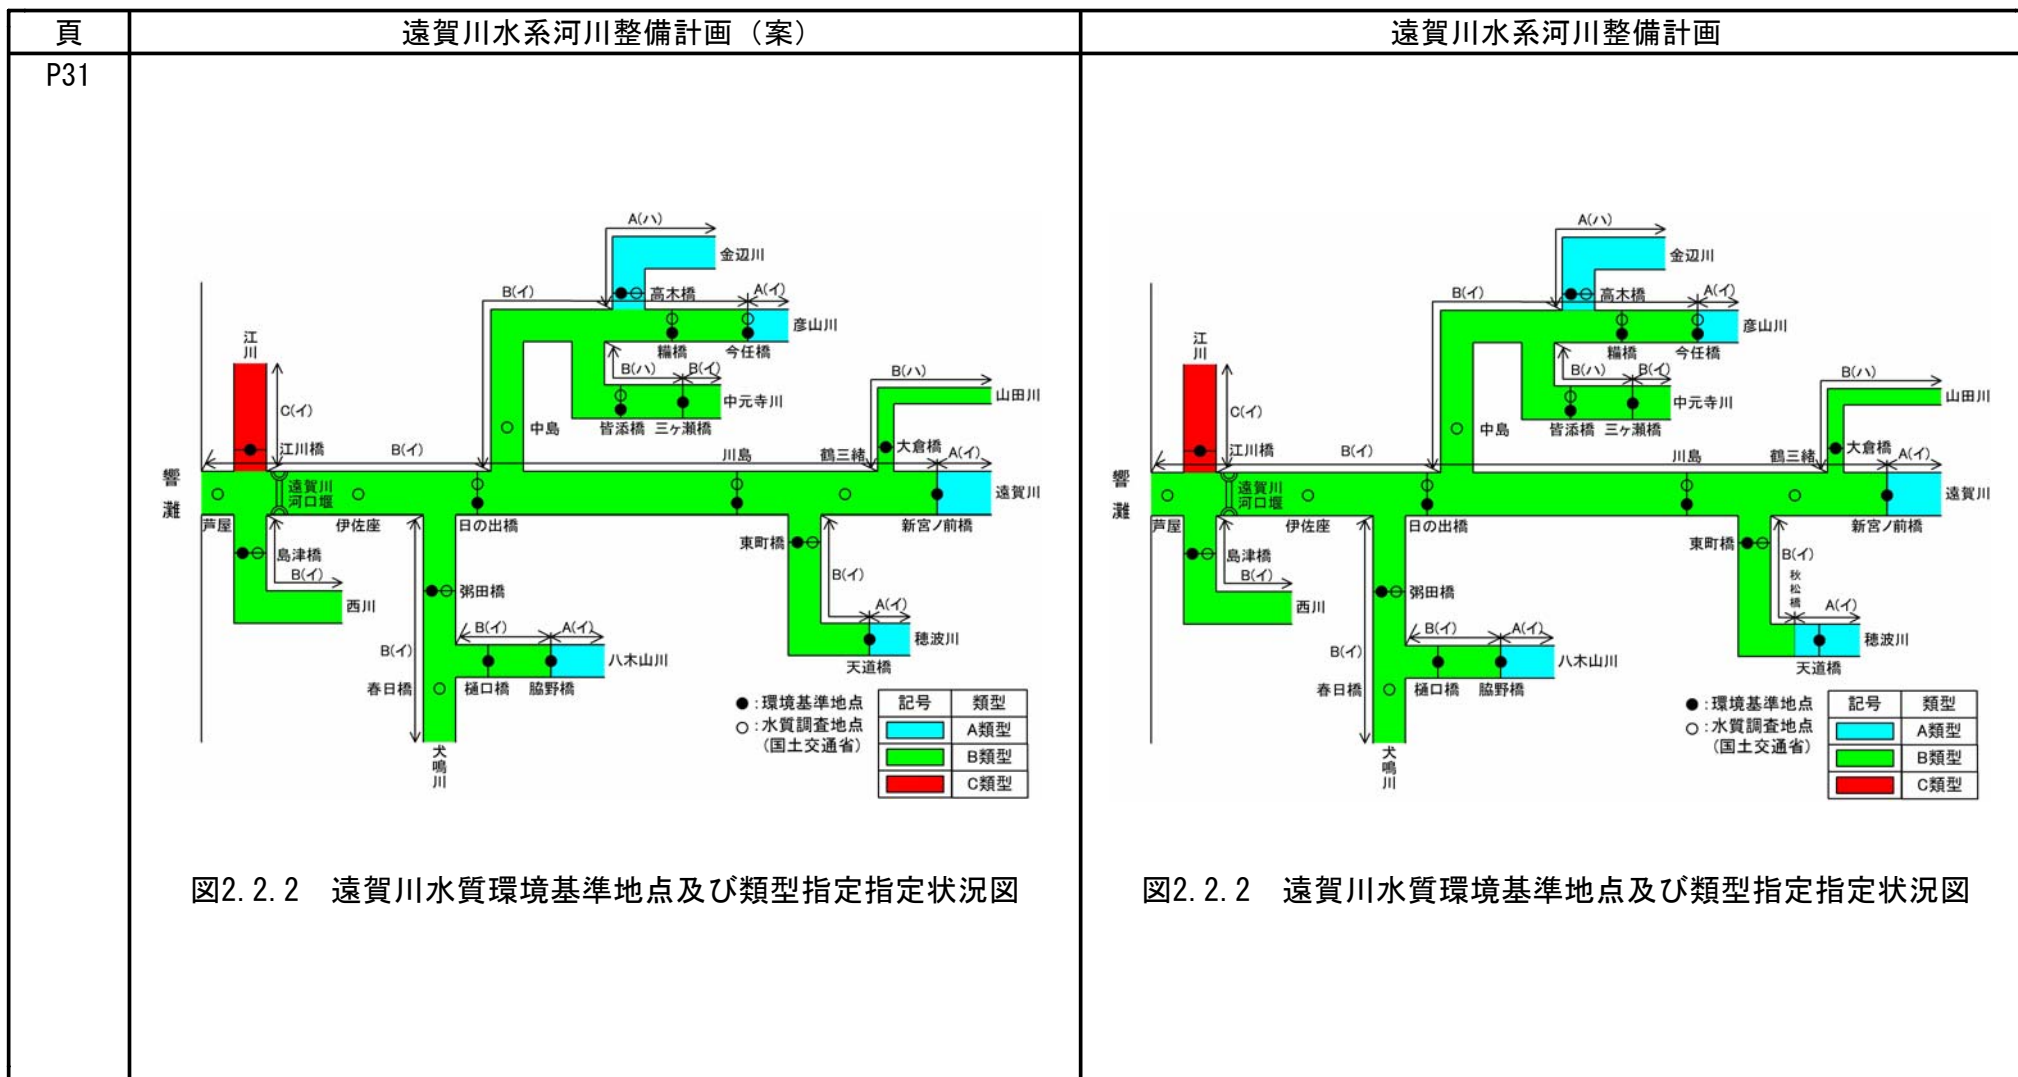 頁
遠賀川水系河川整備計画（案）
遠賀川水系河川整備計画
P31
A(ハ)
金辺川
B(イ)
高木橋
A(イ)
彦山川
糒橋
今任橋
江川
B(ハ)
B(イ)
B(ハ)
山田川
中元寺川
C(イ)
中島
皆添橋
三ヶ瀬橋
大倉橋
江川橋
B(イ)
川島
鶴三緒
A(イ)
響灘
遠賀川
河口堰
遠賀川
芦屋
伊佐座
日の出橋
新宮ノ前橋
島津橋
東町橋
B(イ)
B(イ)
西川
粥田橋
A(イ)
穂波川
B(イ)
A(イ)
B(イ)
八木山川
天道橋
春日橋
樋口橋
脇野橋
犬鳴川
●:環境基準地点
○:水質調査地点
(国土交通省)
記号 類型
A類型
B類型
C類型
図2.2.2 遠賀川水質環境基準地点及び類型指定指定状況図
A(ハ)
金辺川
B(イ)
高木橋
A(イ)
彦山川
糒橋
今任橋
江川
B(ハ)
B(イ)
B(ハ)
山田川
中元寺川
C(イ)
中島
皆添橋
三ヶ瀬橋
大倉橋
江川橋
B(イ)
川島
鶴三緒
A(イ)
響灘
遠賀川
河口堰
遠賀川
芦屋
伊佐座
日の出橋
新宮ノ前橋
島津橋
東町橋
B(イ)
B(イ)
秋松橋
西川
粥田橋
A(イ)
穂波川
B(イ)
A(イ)
B(イ)
八木山川
天道橋
春日橋
樋口橋
脇野橋
犬鳴川
●:環境基準地点
○:水質調査地点
(国土交通省)
記号 類型
A類型
B類型
C類型
図2.2.2 遠賀川水質環境基準地点及び類型指定指定状況図